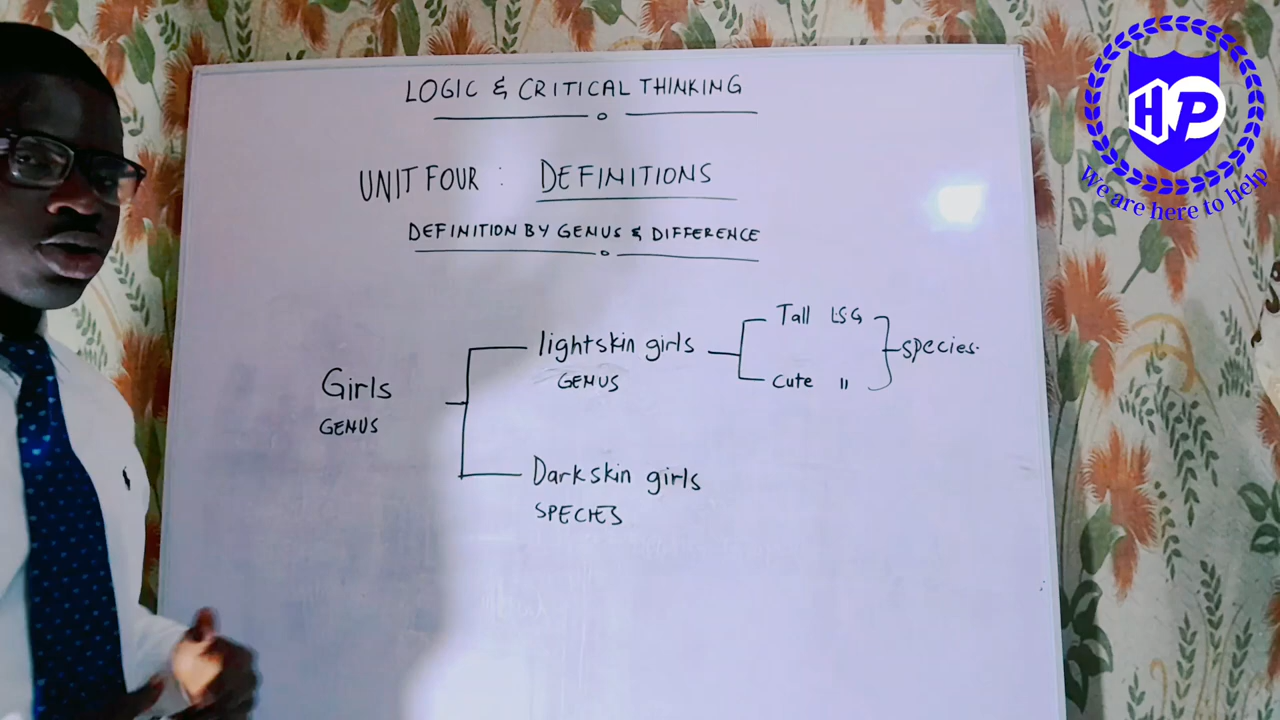 LOGIC & CRITICAL THINKING
UNIT FOUR : DEFINITIONS
DEFINITION BY GENUS & DIFFERENCE
Girls
GENUS
lightskin girls
GENUS
Tall LSG
Cute "
species.
Darkskin girls
SPECIES
HP
We are here to help